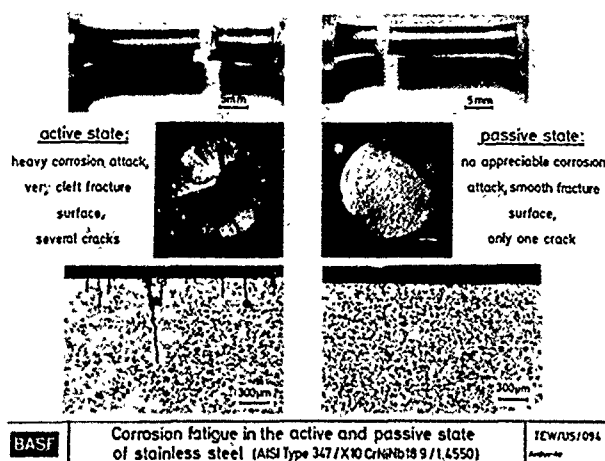 5mm
5mm
active state:
heavy corrosion attack,
very cleft fracture
surface,
several cracks
passive state:
no appreciable corrosion
attack, smooth fracture
surface,
only one crack
300µm
300µm
BASF
Corrosion fatigue in the active and passive state
of stainless steel (AISI Type 347/X10 CrNiNb 18 9/1.4550)
TEW/US/094